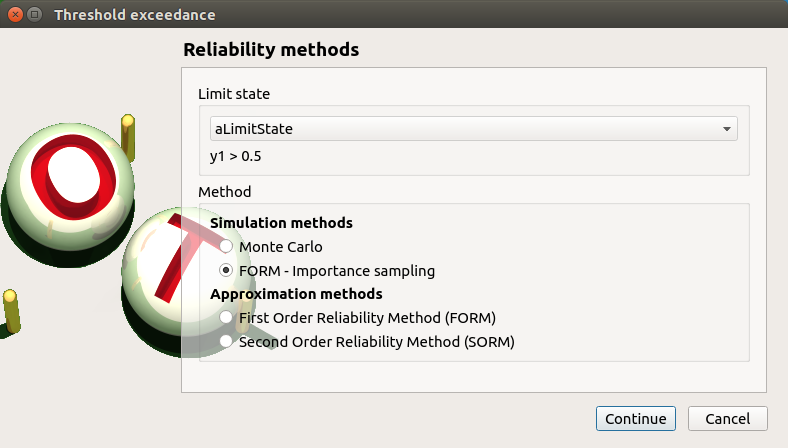 Threshold exceedance
Reliability methods
Limit state
aLimitState
y1 > 0.5
Method
Simulation methods
Monte Carlo
FORM - Importance sampling
Approximation methods
First Order Reliability Method (FORM)
Second Order Reliability Method (SORM)
Continue
Cancel
O
T